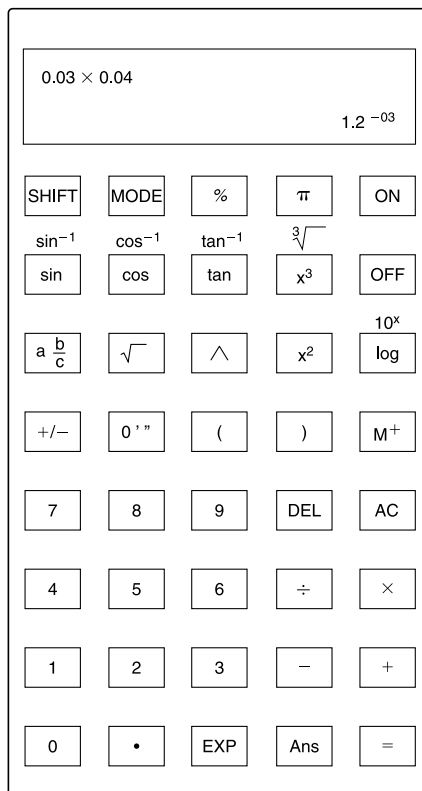 0.03 × 0.04
1.2 ⁻⁰³
SHIFT MODE % π ON
sin⁻¹ cos⁻¹ tan⁻¹ ³√
sin cos tan x³ OFF
10ˣ
a b/c √ ∧ x² log
+/− 0 ' " ( ) M⁺
7 8 9 DEL AC
4 5 6 ÷ ×
1 2 3 − +
0 • EXP Ans =